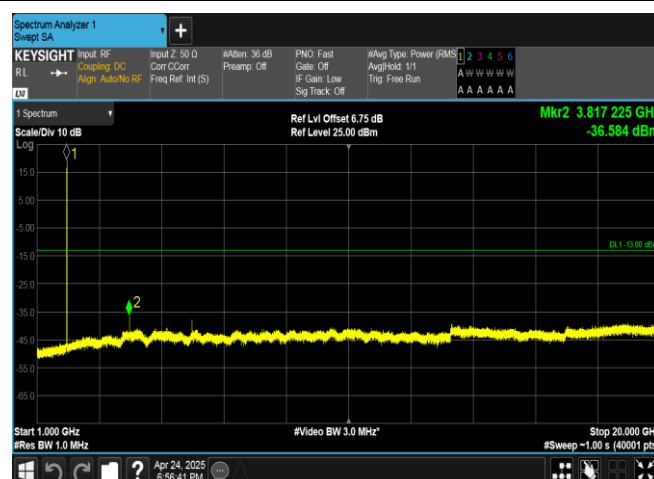 Spectrum Analyzer 1
Swept SA
+
KEYSIGHT Input: RF Input Z: 50 Ω #Atten: 36 dB PNO: Fast #Avg Type: Power (RMS 1 2 3 4 5 6
R L Coupling: DC Corr CCorr Preamp: Off Gate: Off Avg|Hold: 1/1 A W W W W W
Align: Auto/No RF Freq Ref: Int (S) IF Gain: Low Trig: Free Run
LXI Sig Track: Off A A A A A A
1 Spectrum Ref Lvl Offset 6.75 dB Mkr2 3.817 225 GH
Scale/Div 10 dB Ref Level 25.00 dBm -36.584 dBm
Log
1
15.0
5.00
-5.00
DL1 -13.00 dB
-15.0
-25.0
2
-35.0
-45.0
-55.0
-65.0
Start 1.000 GHz #Video BW 3.0 MHz* Stop 20.000 GH
#Res BW 1.0 MHz #Sweep ~1.00 s (40001 pts
? Apr 24, 2025
6:56:41 PM